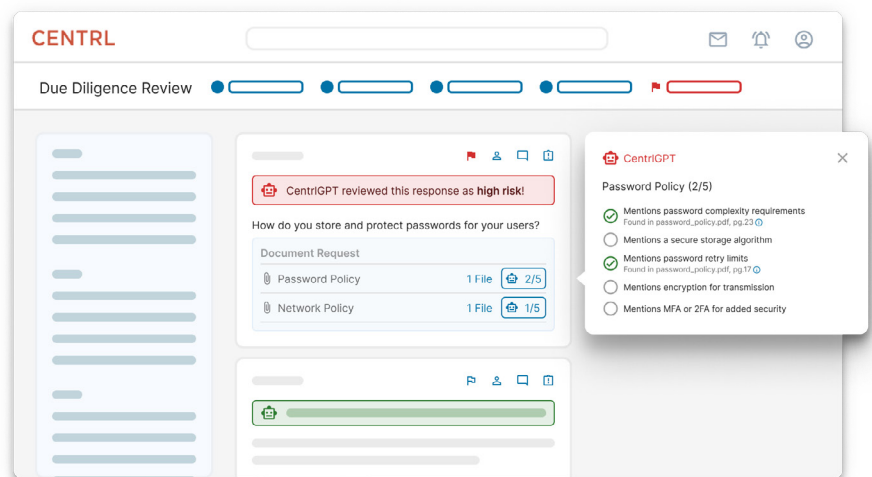 CENTRL
Due Diligence Review
CentrlGPT reviewed this response as high risk!
How do you store and protect passwords for your users?
Document Request
Password Policy 1 File 2/5
Network Policy 1 File 1/5
CentrlGPT
Password Policy (2/5)
Mentions password complexity requirements
Found in password_policy.pdf, pg.23
Mentions a secure storage algorithm
Mentions password retry limits
Found in password_policy.pdf, pg.17
Mentions encryption for transmission
Mentions MFA or 2FA for added security